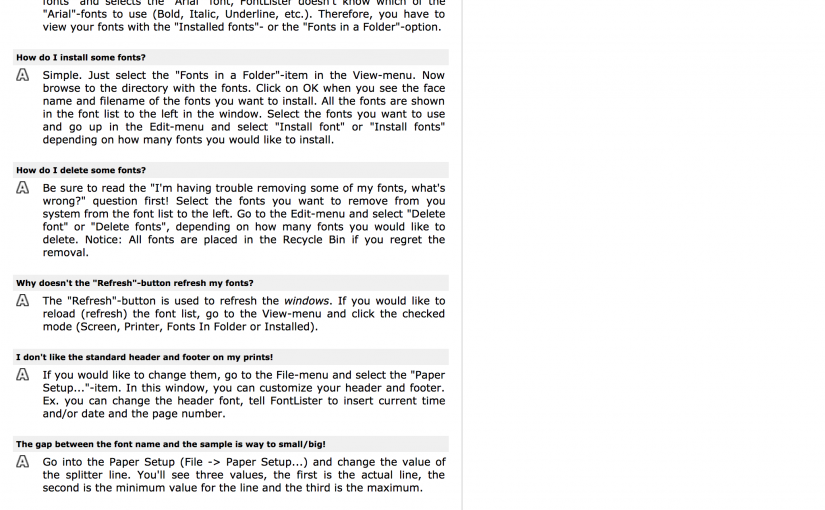 fonts" and selects the "Arial" font, FontLister doesn't know which of the
"Arial"-fonts to use (Bold, Italic, Underline, etc.). Therefore, you have to
view your fonts with the "Installed fonts"- or the "Fonts in a Folder"-option.
How do I install some fonts?
Simple. Just select the "Fonts in a Folder"-item in the View-menu. Now
browse to the directory with the fonts. Click on OK when you see the face
name and filename of the fonts you want to install. All the fonts are shown
in the font list to the left in the window. Select the fonts you want to use
and go up in the Edit-menu and select "Install font" or "Install fonts"
depending on how many fonts you would like to install.
How do I delete some fonts?
Be sure to read the "I'm having trouble removing some of my fonts, what's
wrong?" question first! Select the fonts you want to remove from you
system from the font list to the left. Go to the Edit-menu and select "Delete
font" or "Delete fonts", depending on how many fonts you would like to
delete. Notice: All fonts are placed in the Recycle Bin if you regret the
removal.
Why doesn't the "Refresh"-button refresh my fonts?
The "Refresh"-button is used to refresh the windows. If you would like to
reload (refresh) the font list, go to the View-menu and click the checked
mode (Screen, Printer, Fonts In Folder or Installed).
I don't like the standard header and footer on my prints!
If you would like to change them, go to the File-menu and select the "Paper
Setup..."-item. In this window, you can customize your header and footer.
Ex. you can change the header font, tell FontLister to insert current time
and/or date and the page number.
The gap between the font name and the sample is way to small/big!
Go into the Paper Setup (File -> Paper Setup...) and change the value of
the splitter line. You'll see three values, the first is the actual line, the
second is the minimum value for the line and the third is the maximum.